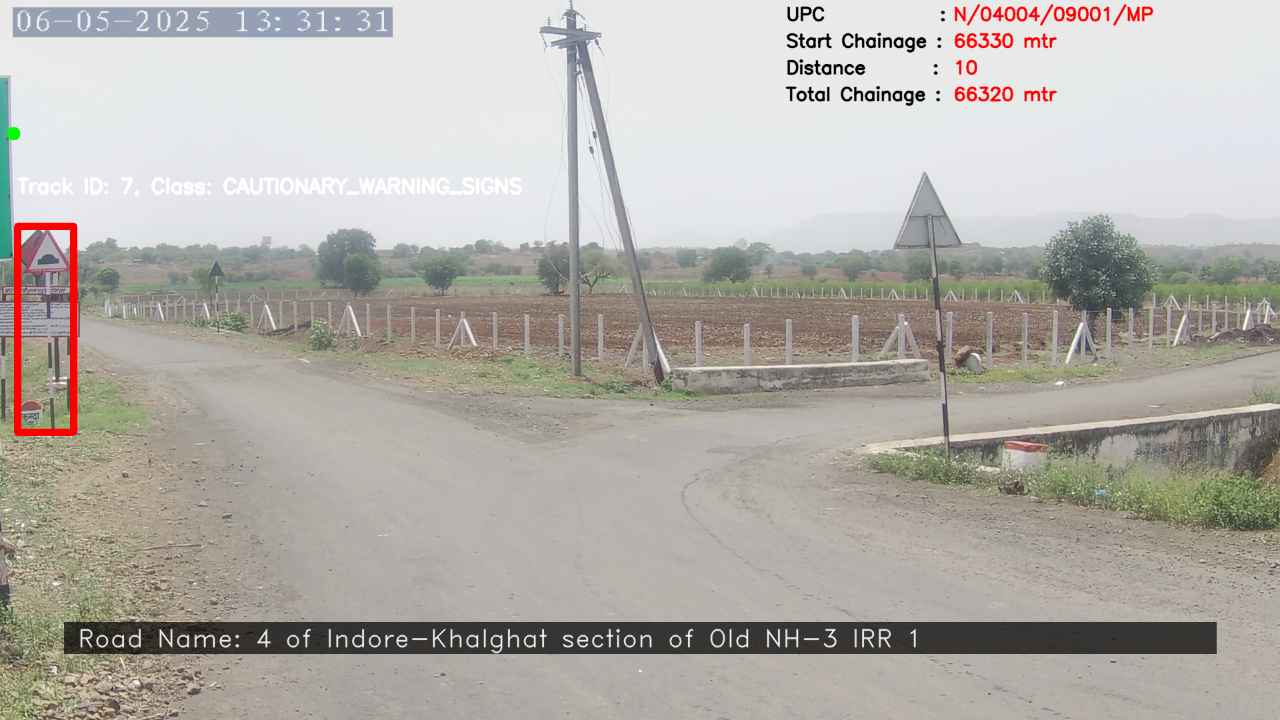 06-05-2025 13:31:31
UPC : N/04004/09001/MP
Start Chainage : 66330 mtr
Distance : 10
Total Chainage : 66320 mtr
Track ID: 7, Class: CAUTIONARY_WARNING_SIGNS
Road Name: 4 of Indore-Khalghat section of Old NH-3 IRR 1